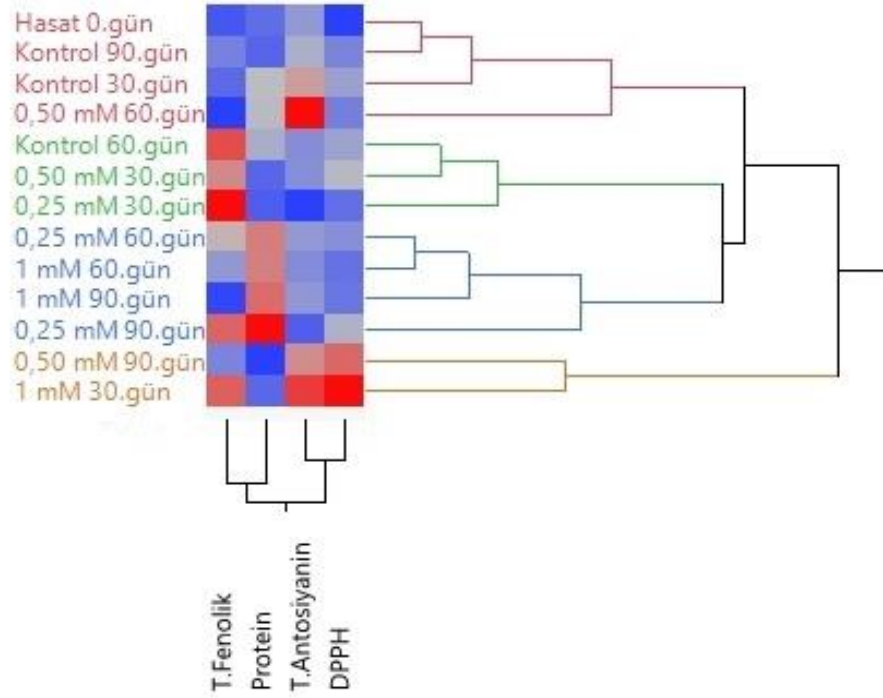 Hasat 0.gün
Kontrol 90.gün
Kontrol 30.gün
0,50 mM 60.gün
Kontrol 60.gün
0,50 mM 30.gün
0,25 mM 30.gün
0,25 mM 60.gün
1 mM 60.gün
1 mM 90.gün
0,25 mM 90.gün
0,50 mM 90.gün
1 mM 30.gün
T.Fenolik
Protein
T.Antosiyanin
DPPH